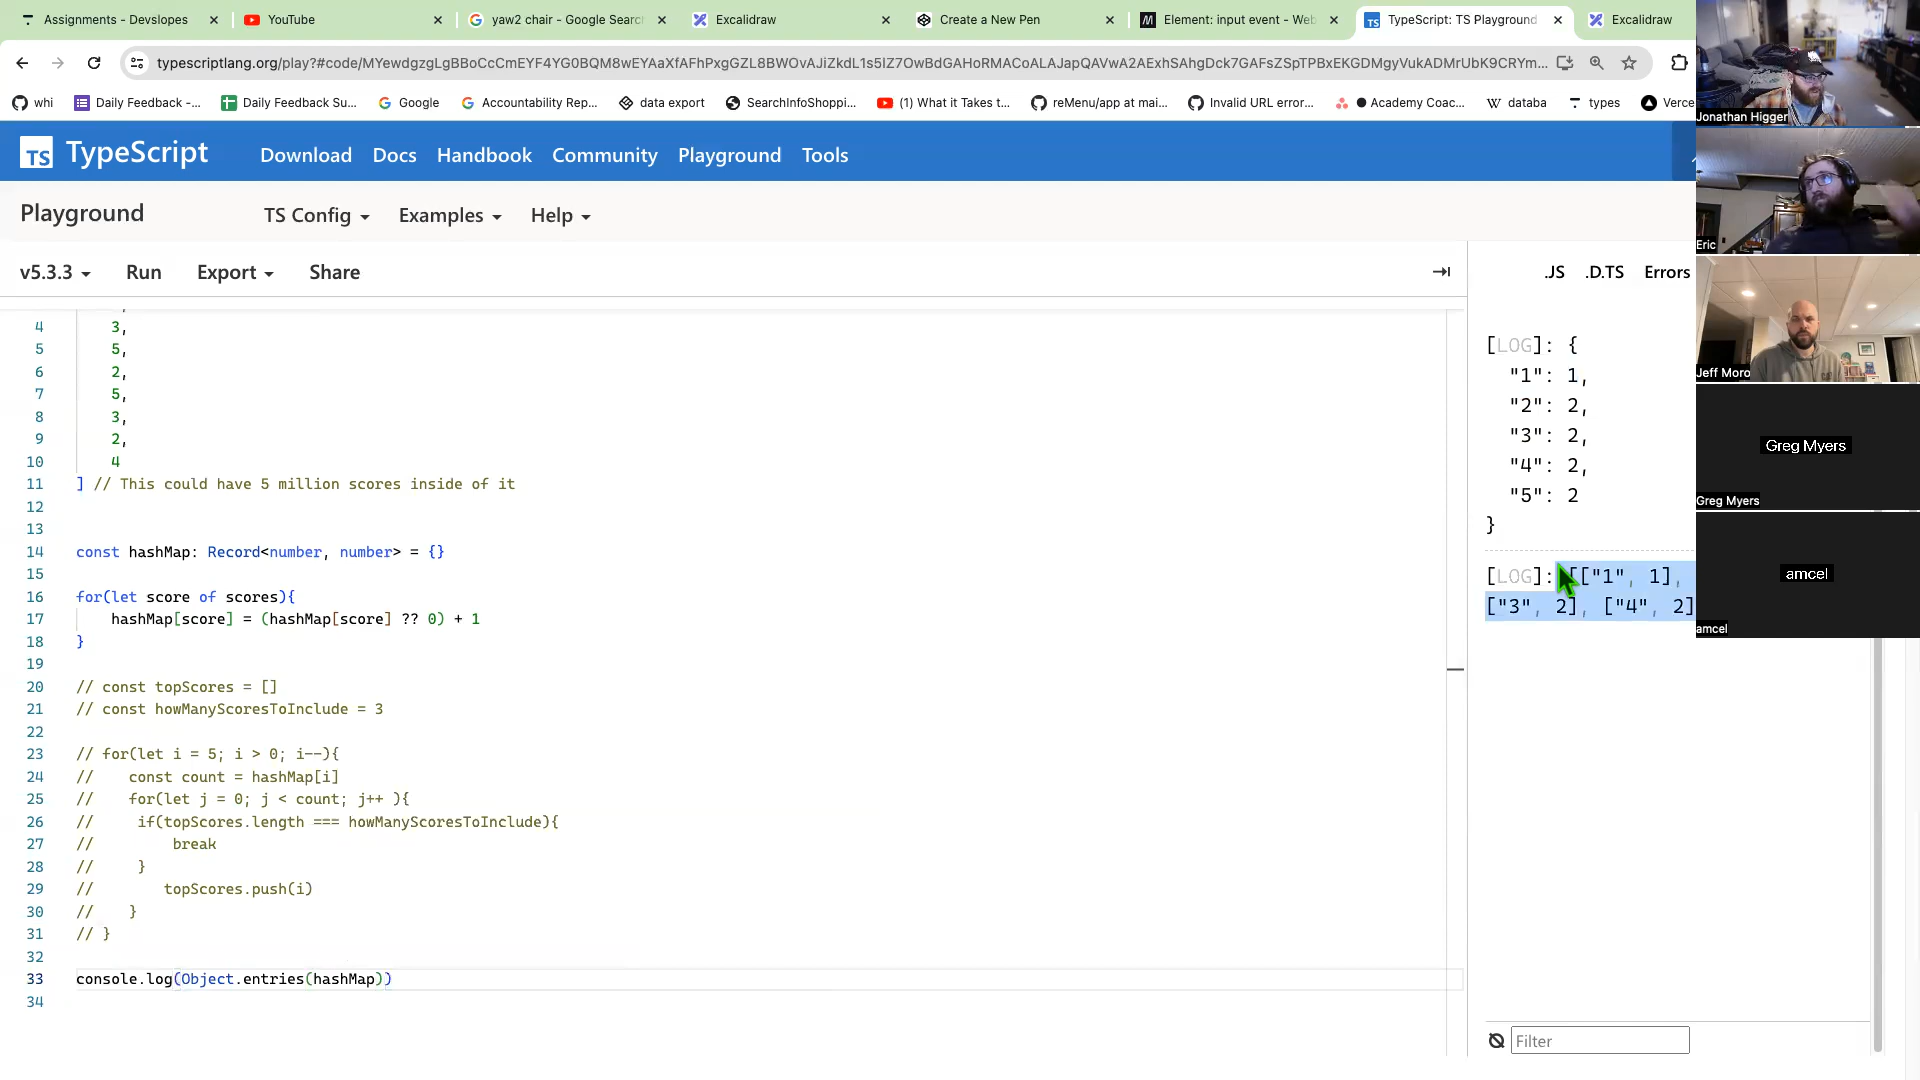 Assignments - Devslopes
YouTube
yaw2 chair - Google Searc
Excalidraw
Create a New Pen
Element: input event - Web
TypeScript: TS Playground
Excalidraw
typescriptlang.org/play?#code/MYewdgzgLgBBoCcCmEYF4YG0BQM8wEYAaXfAFhPxgGZL8BWOvAJiZkdL1s5IZ7OwBdGAHoRMACoALAJapQAVwA2AExhSAhgDck7GAFsZSpTPBxEKGDMgyVukADMrUbK9CRYm...
whi
Daily Feedback -...
Daily Feedback Su...
Google
Accountability Rep...
data export
SearchInfoShoppi...
(1) What it Takes t...
reMenu/app at mai...
Invalid URL error...
Academy Coac...
databa
types
Verce
TS TypeScript
Download
Docs
Handbook
Community
Playground
Tools
Playground
TS Config
Examples
Help
v5.3.3
Run
Export
Share
.JS
.D.TS
Errors
4 3,
5 5,
6 2,
7 5,
8 3,
9 2,
10 4
11 ] // This could have 5 million scores inside of it
12
13
14 const hashMap: Record<number, number> = {}
15
16 for(let score of scores){
17 hashMap[score] = (hashMap[score] ?? 0) + 1
18 }
19
20 // const topScores = []
21 // const howManyScoresToInclude = 3
22
23 // for(let i = 5; i > 0; i--){
24 // const count = hashMap[i]
25 // for(let j = 0; j < count; j++ ){
26 // if(topScores.length === howManyScoresToInclude){
27 // break
28 // }
29 // topScores.push(i)
30 // }
31 // }
32
33 console.log(Object.entries(hashMap))
34
[LOG]: {
"1": 1,
"2": 2,
"3": 2,
"4": 2,
"5": 2
}
[LOG]: [["1", 1],
["3", 2], ["4", 2]
Filter
Jonathan Higger
Eric
Jeff Moro
Greg Myers
Greg Myers
amcel
amcel